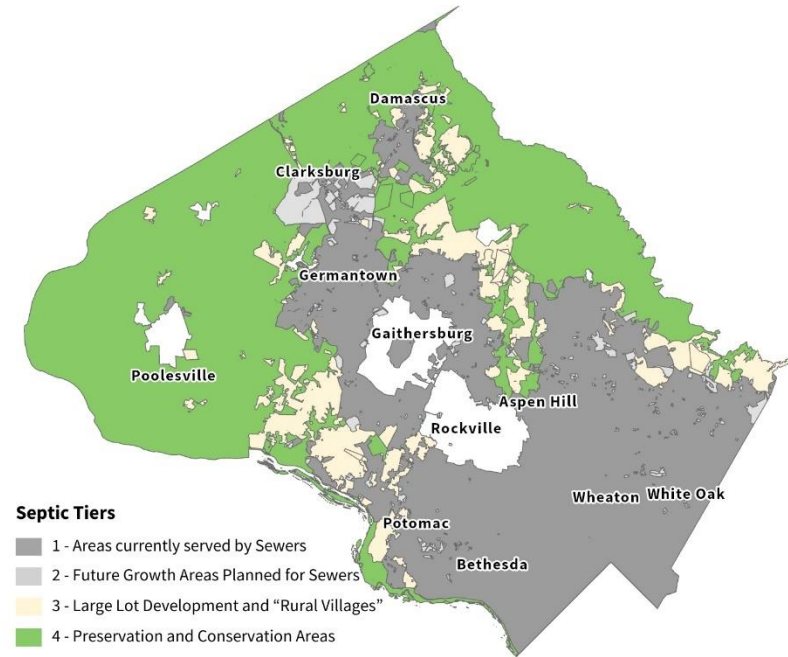 Damascus
Clarksburg
Germantown
Gaithersburg
Poolesville
Aspen Hill
Rockville
Wheaton
White Oak
Potomac
Bethesda
Septic Tiers
1 - Areas currently served by Sewers
2 - Future Growth Areas Planned for Sewers
3 - Large Lot Development and “Rural Villages”
4 - Preservation and Conservation Areas